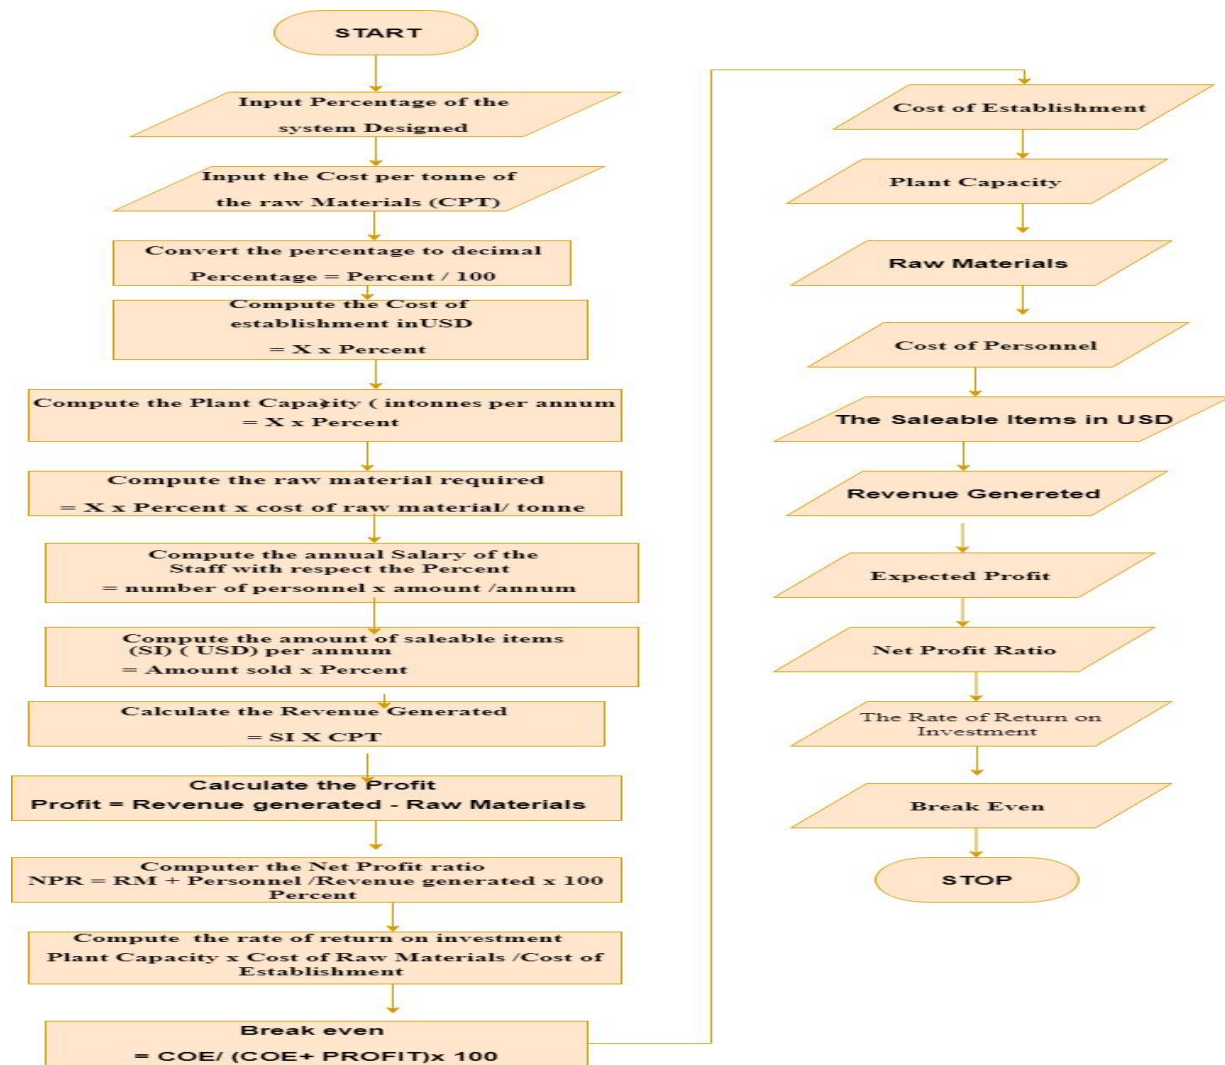 START
Input Percentage of the
system Designed
Input the Cost per tonne of
the raw Materials (CPT)
Convert the percentage to decimal
Percentage = Percent / 100
Compute the Cost of
establishment inUSD
= X x Percent
Compute the Plant Capacity ( intonnes per annum
= X x Percent
Compute the raw material required
= X x Percent x cost of raw material/ tonne
Compute the annual Salary of the
Staff with respect the Percent
= number of personnel x amount /annum
Compute the amount of saleable items
(SI) ( USD) per annum
= Amount sold x Percent
Calculate the Revenue Generated
= SI X CPT
Calculate the Profit
Profit = Revenue generated - Raw Materials
Computer the Net Profit ratio
NPR = RM + Personnel /Revenue generated x 100
Percent
Compute the rate of return on investment
Plant Capacity x Cost of Raw Materials /Cost of
Establishment
Break even
= COE/ (COE+ PROFIT)x 100
Cost of Establishment
Plant Capacity
Raw Materials
Cost of Personnel
The Saleable Items in USD
Revenue Genereted
Expected Profit
Net Profit Ratio
The Rate of Return on
Investment
Break Even
STOP